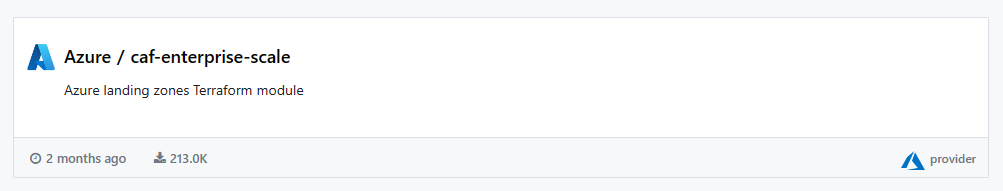 Azure / caf-enterprise-scale
Azure landing zones Terraform module
2 months ago 213.0K provider